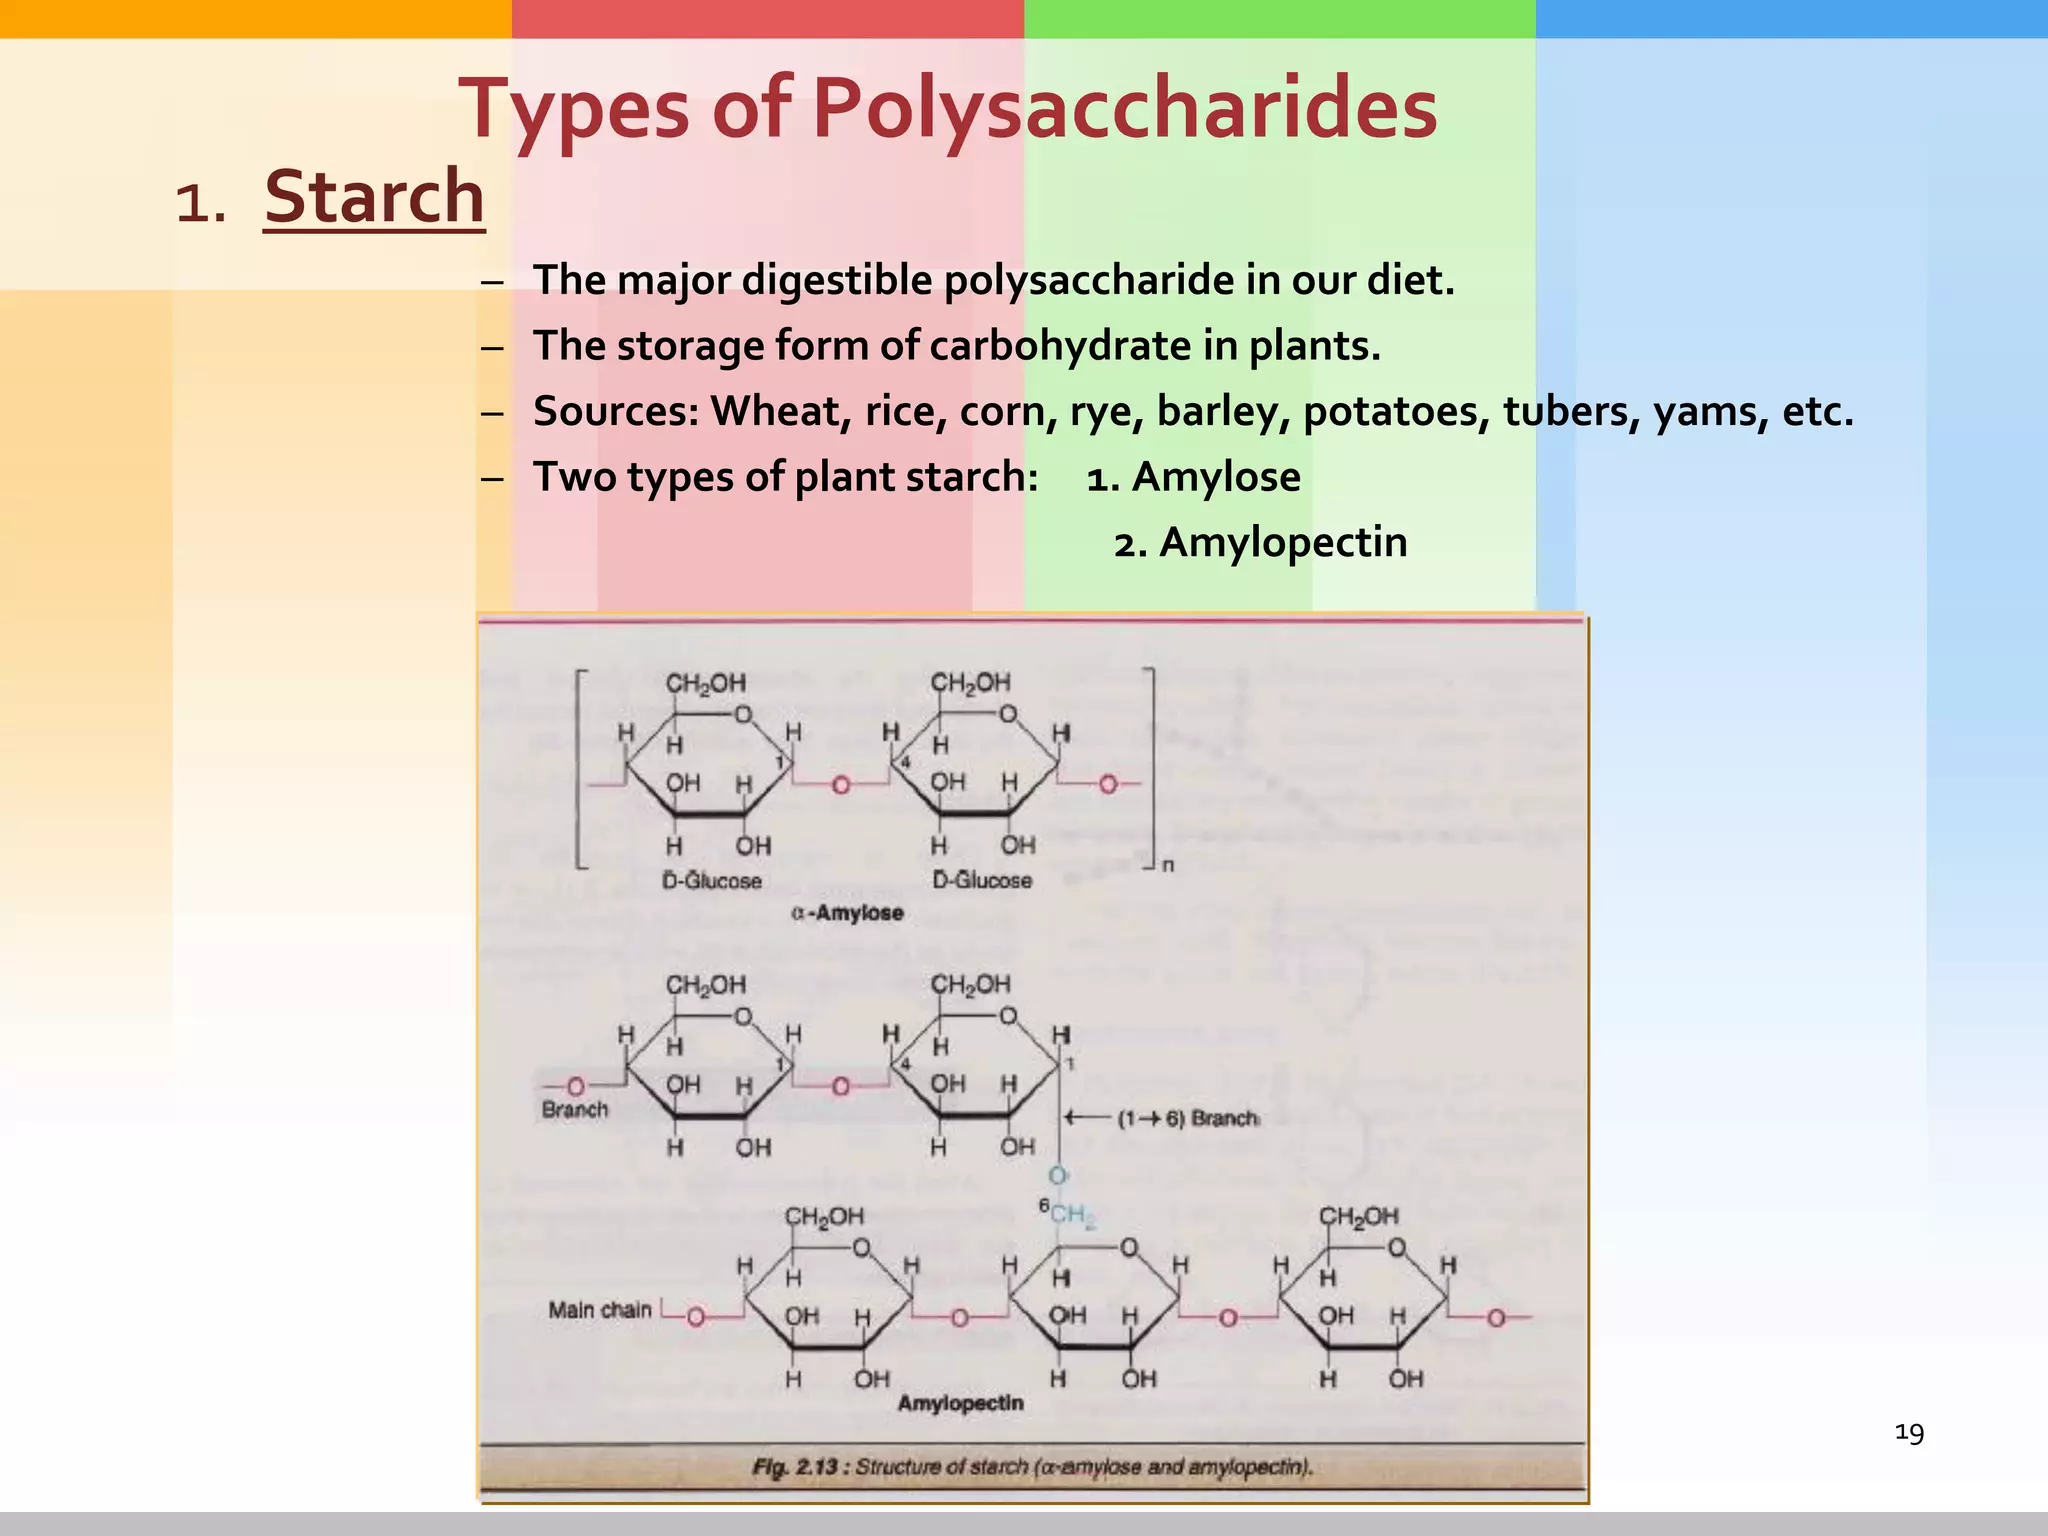 Types of Polysaccharides
1. Starch
– The major digestible polysaccharide in our diet.
– The storage form of carbohydrate in plants.
– Sources: Wheat, rice, corn, rye, barley, potatoes, tubers, yams, etc.
– Two types of plant starch: 1. Amylose
2. Amylopectin
CH₂OH CH₂OH
O O
H H H H
H H
1 4
OH H O OH H O
H OH H OH
n
D-Glucose D-Glucose
α-Amylose
CH₂OH CH₂OH
O O
H H H H
H H
1 4 1
O OH H O OH H
Branch
(1→6) Branch
H OH H OH
O
6CH₂
CH₂OH CH₂OH
O O O
H H H H H H
H H H
Main chain O OH H O OH H O OH H O
H OH H OH H OH
Amylopectin
Fig. 2.13 : Structure of starch (α-amylose and amylopectin).
19